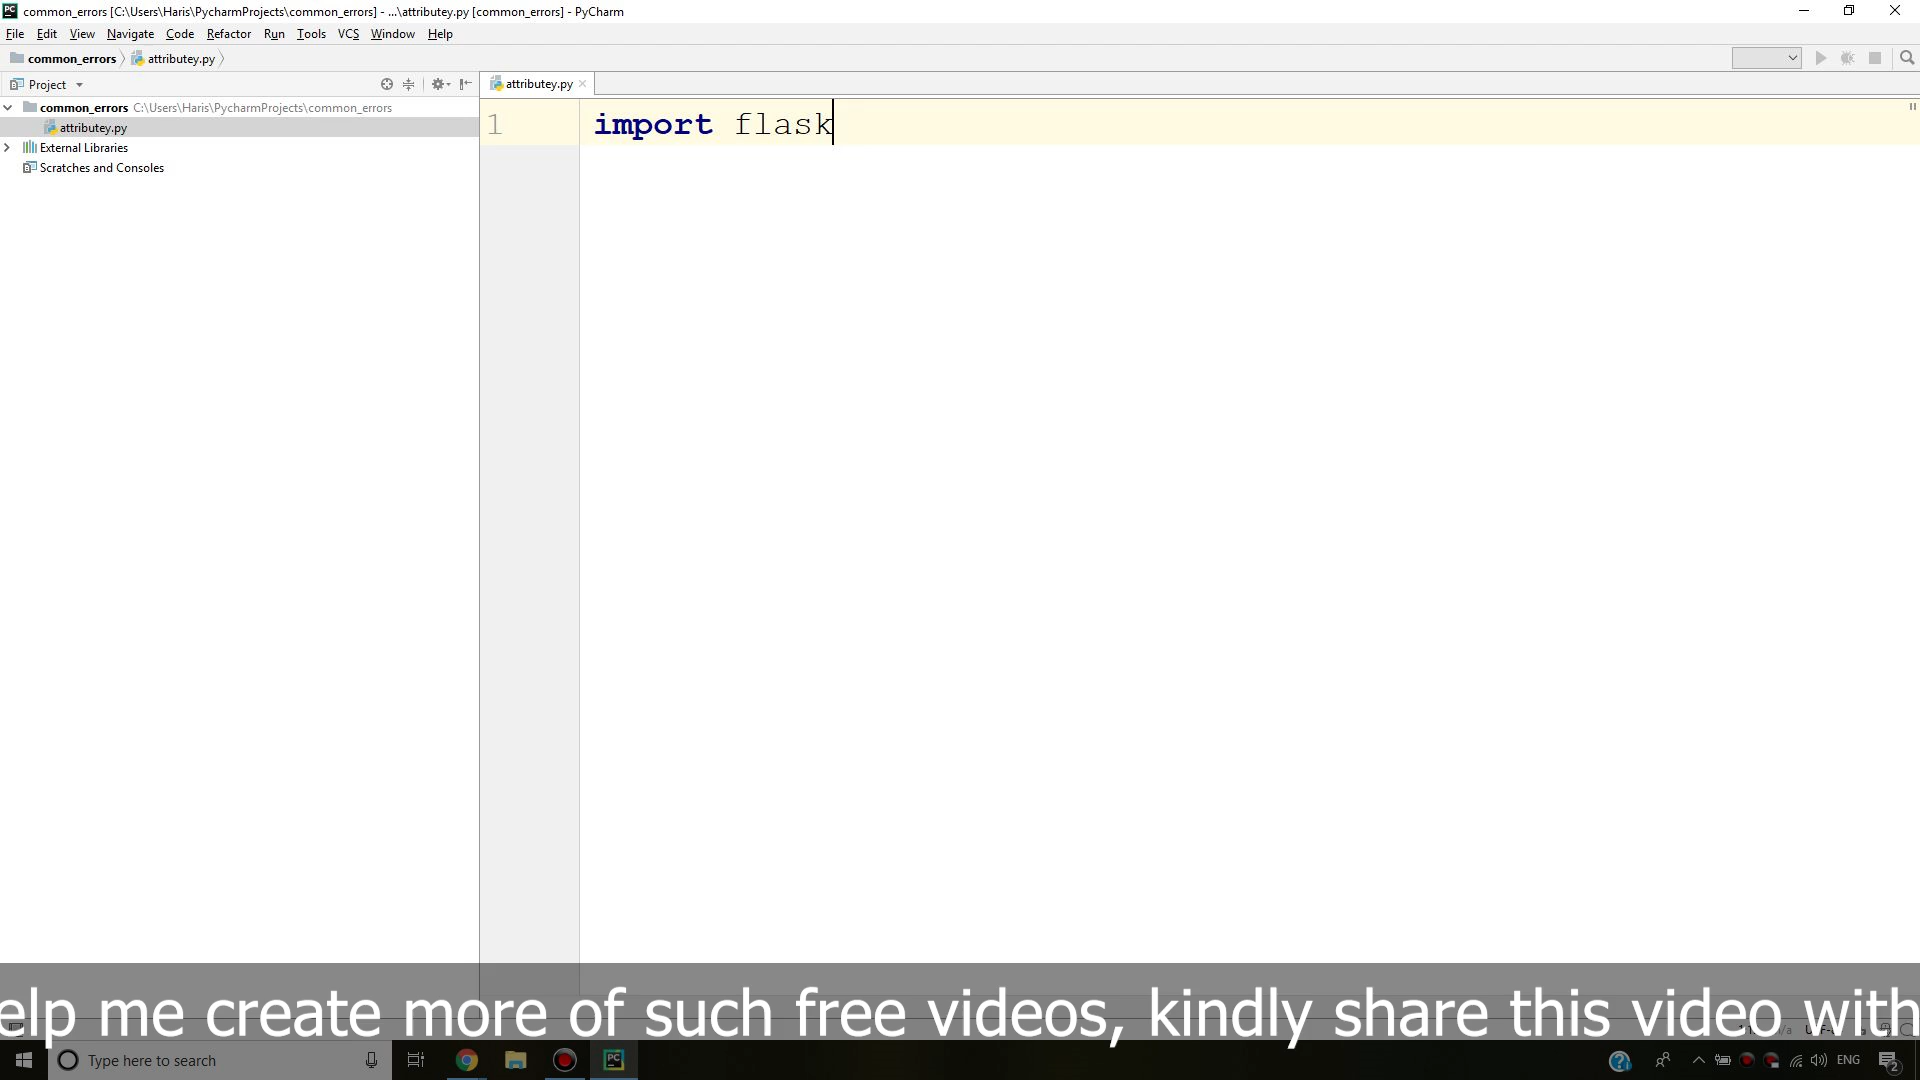 common_errors [C:\Users\Haris\PycharmProjects\common_errors] - ...\attributey.py [common_errors] - PyCharm
File Edit View Navigate Code Refactor Run Tools VCS Window Help
common_errors attributey.py
Project
attributey.py
common_errors C:\Users\Haris\PycharmProjects\common_errors
attributey.py
External Libraries
Scratches and Consoles
1 import flask
elp me create more of such free videos, kindly share this video with
Type here to search
ENG
2